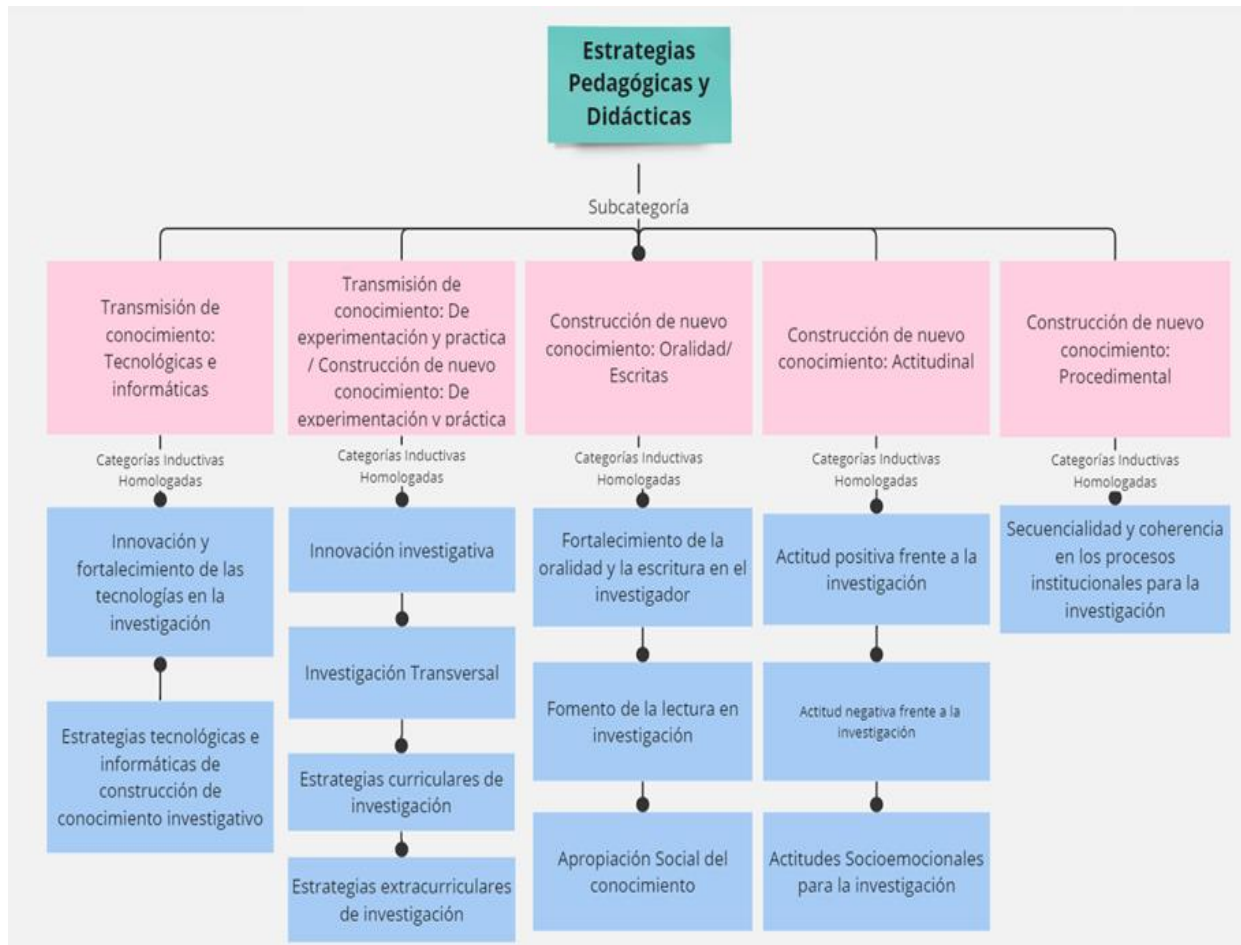 Estrategias
Pedagógicas y
Didácticas
Subcategoría
Transmisión de
conocimiento:
Tecnológicas e
informáticas
Categorías Inductivas
Homologadas
Innovación y
fortalecimiento de las
tecnologías en la
investigación
Estrategias tecnológicas e
informáticas de
construcción de
conocimiento investigativo
Transmisión de
conocimiento: De
experimentación y practica
/ Construcción de nuevo
conocimiento: De
experimentación y práctica
Categorías Inductivas
Homologadas
Innovación investigativa
Investigación Transversal
Estrategias curriculares de
investigación
Estrategias extracurriculares
de investigación
Construcción de nuevo
conocimiento: Oralidad/
Escritas
Categorías Inductivas
Homologadas
Fortalecimiento de la
oralidad y la escritura en el
investigador
Fomento de la lectura en
investigación
Apropiación Social del
conocimiento
Construcción de nuevo
conocimiento: Actitudinal
Categorías Inductivas
Homologadas
Actitud positiva frente a la
investigación
Actitud negativa frente a la
investigación
Actitudes Socioemocionales
para la investigación
Construcción de nuevo
conocimiento:
Procedimental
Categorías Inductivas
Homologadas
Secuencialidad y coherencia
en los procesos
institucionales para la
investigación